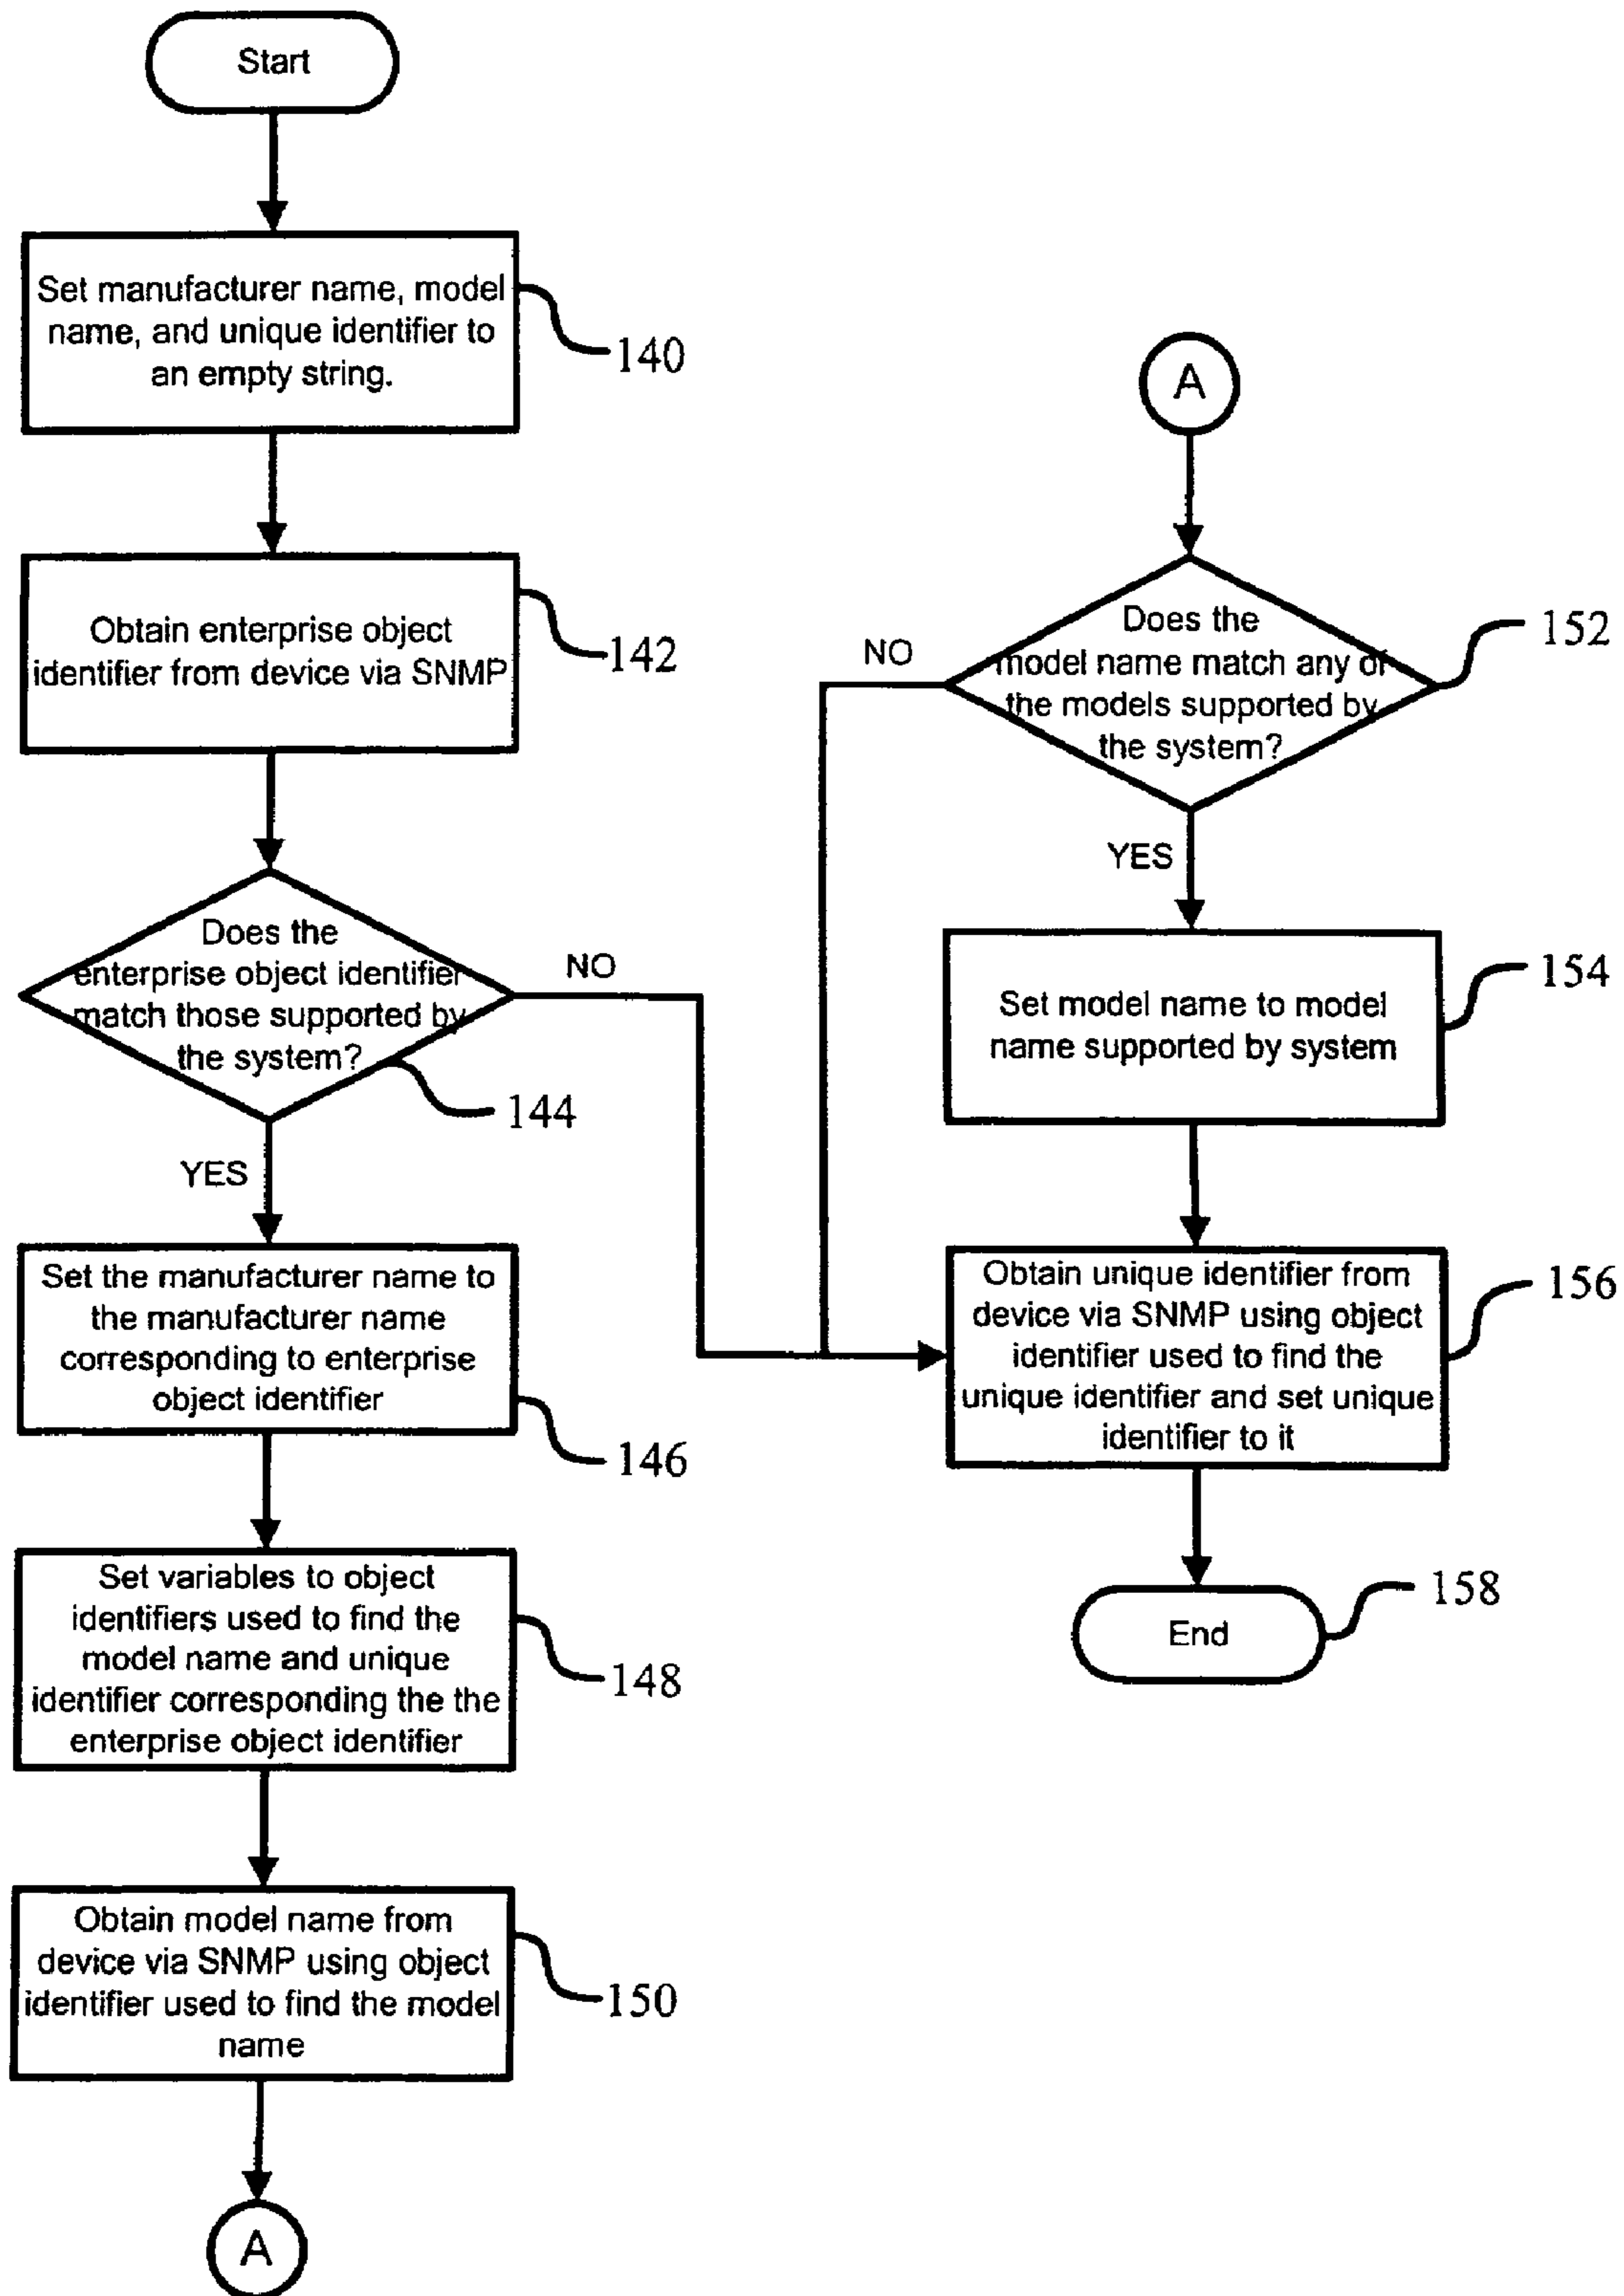 Start
Set manufacturer name, model
name, and unique identifier to
an empty string.
140
Obtain enterprise object
identifier from device via SNMP
142
Does the
enterprise object identifier
match those supported by
the system?
144
NO
YES
Set the manufacturer name to
the manufacturer name
corresponding to enterprise
object identifier
146
Set variables to object
identifiers used to find the
model name and unique
identifier corresponding the the
enterprise object identifier
148
Obtain model name from
device via SNMP using object
identifier used to find the model
name
150
A
A
Does the
model name match any of
the models supported by
the system?
152
NO
YES
Set model name to model
name supported by system
154
Obtain unique identifier from
device via SNMP using object
identifier used to find the
unique identifier and set unique
identifier to it
156
End
158